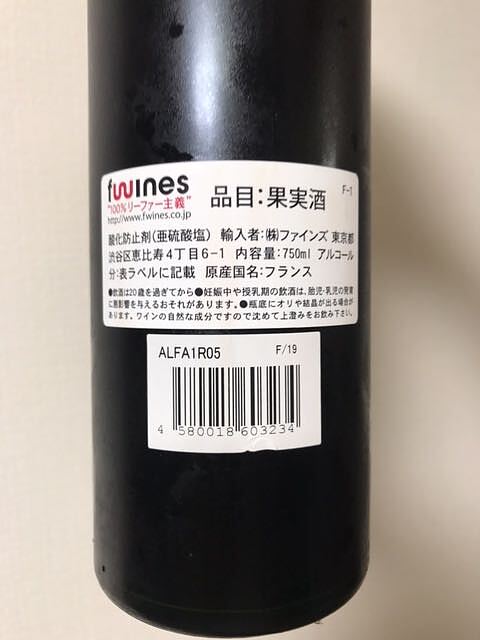 fwines
"100%リーファー主義"
http://www.fwines.co.jp
品目:果実酒
F-1
酸化防止剤(亜硫酸塩) 輸入者:㈱ファインズ 東京都
渋谷区恵比寿4丁目6-1 内容量:750ml アルコール
分:表ラベルに記載 原産国名:フランス
●飲酒は20歳を過ぎてから●妊娠中や授乳期の飲酒は、胎児・乳児の発育
に悪影響を与えるおそれがあります。●瓶底にオリや結晶が出る場合が
あります。ワインの自然な成分ですので沈めて上澄みをお飲み下さい。
ALFA1R05
F/19
4 580018 603234